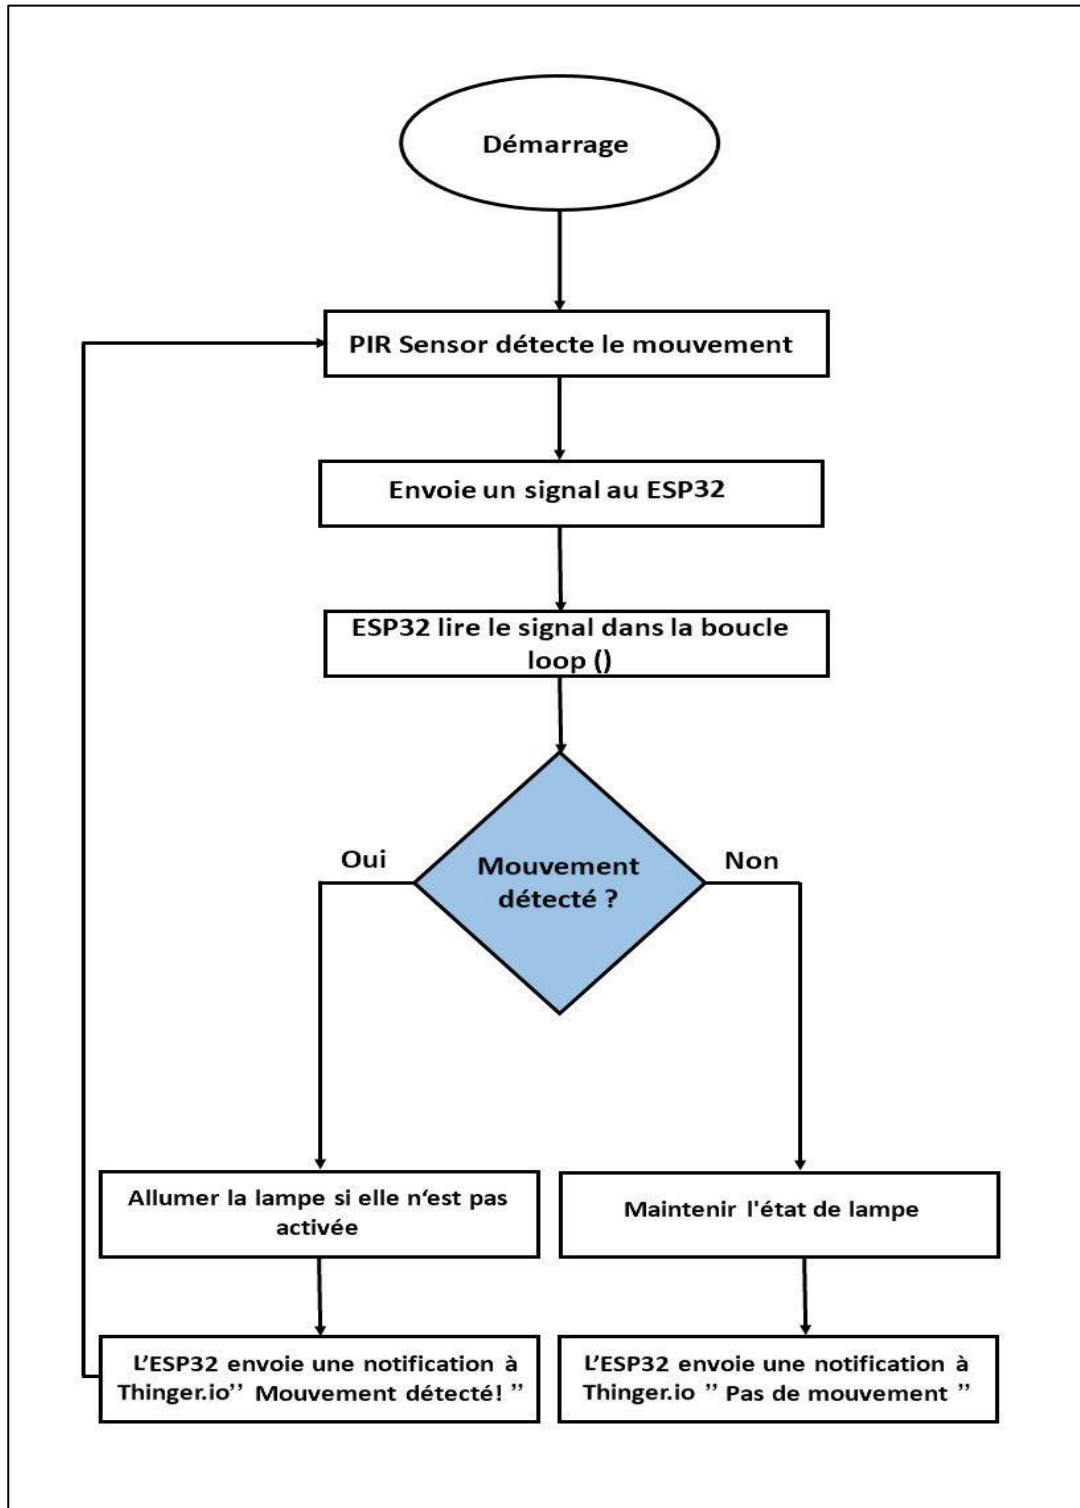 Démarrage
PIR Sensor détecte le mouvement
Envoie un signal au ESP32
ESP32 lire le signal dans la boucle
loop ()
Oui
Mouvement
détecté ?
Non
Allumer la lampe si elle n‘est pas
activée
Maintenir l'état de lampe
L’ESP32 envoie une notification à
Thinger.io’’ Mouvement détecté! ’’
L’ESP32 envoie une notification à
Thinger.io ’’ Pas de mouvement ’’